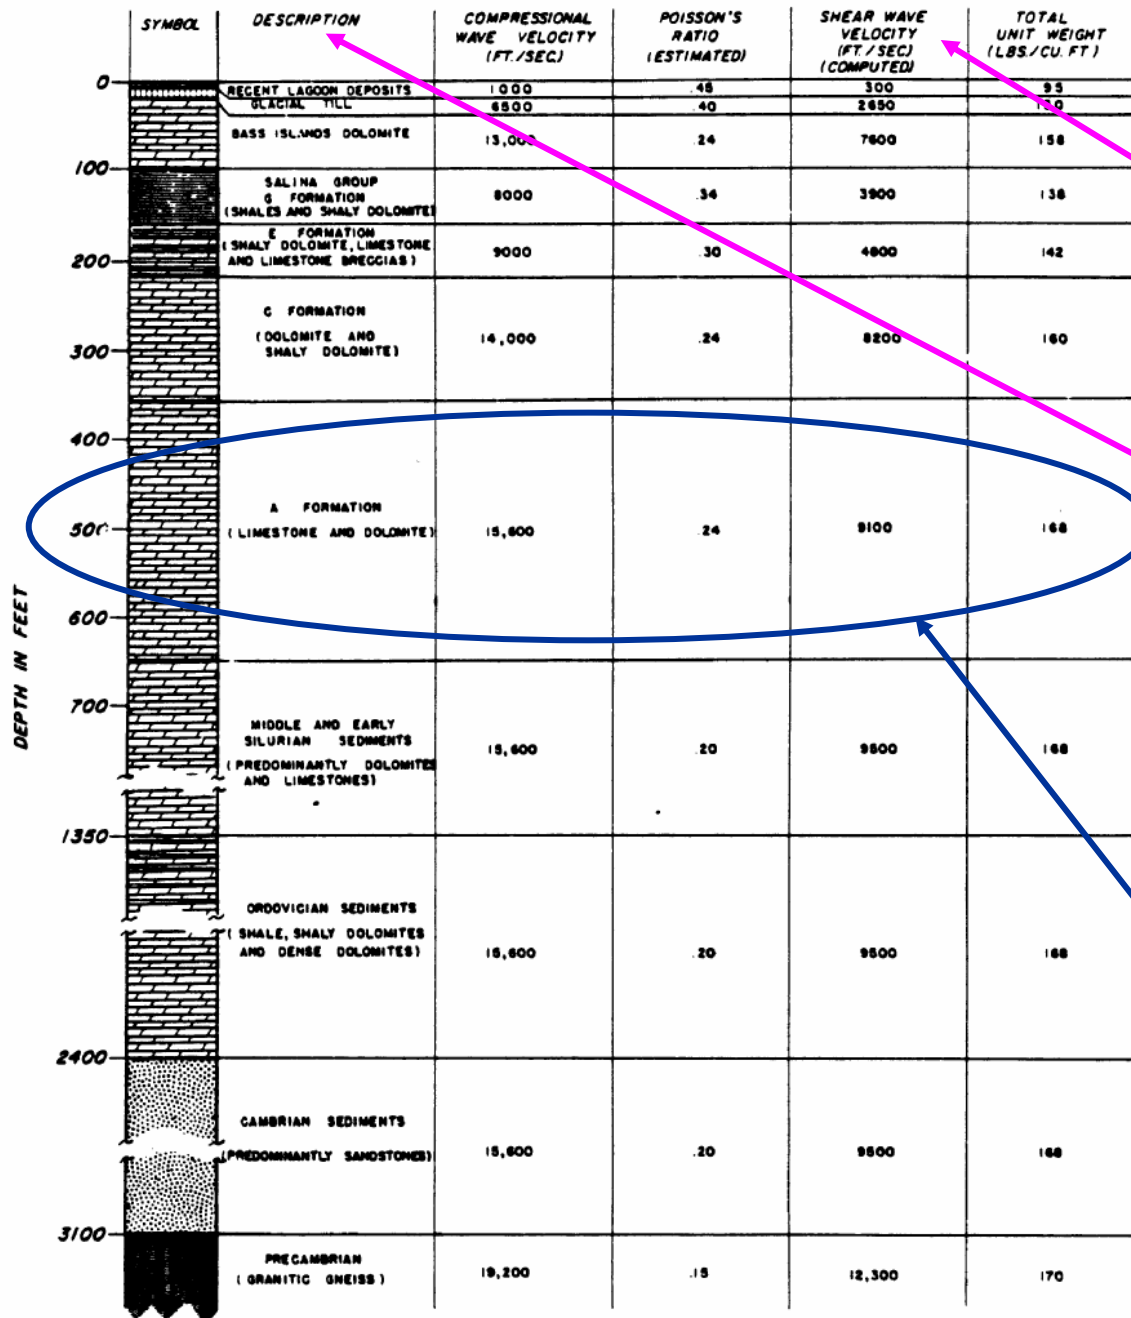 SYMBOL
DESCRIPTION
COMPRESSIONAL
WAVE VELOCITY
(FT./SEC)
POISSON'S
RATIO
(ESTIMATED)
SHEAR WAVE
VELOCITY
(FT./SEC)
(COMPUTED)
TOTAL
UNIT WEIGHT
(LBS./CU. FT)
DEPTH IN FEET
0
RECENT LAGOON DEPOSITS 1000 .45 300 95
GLACIAL TILL 6500 .40 2650
BASS ISLANDS DOLOMITE 13,000 .24 7600 158
100
SALINA GROUP
G FORMATION 8000 .34 3900 138
(SHALES AND SHALY DOLOMITE)
E FORMATION
(SHALY DOLOMITE, LIMESTONE 9000 .30 4800 142
AND LIMESTONE BRECCIAS)
200
C FORMATION
(DOLOMITE AND 14,000 .24 8200 160
SHALY DOLOMITE)
300
400
A FORMATION
500 (LIMESTONE AND DOLOMITE) 15,600 .24 9100 168
600
700
MIDDLE AND EARLY
SILURIAN SEDIMENTS 15,600 .20 9500 168
(PREDOMINANTLY DOLOMITES
AND LIMESTONES)
1350
ORDOVICIAN SEDIMENTS
(SHALE, SHALY DOLOMITES
AND DENSE DOLOMITES) 15,600 .20 9500 168
2400
CAMBRIAN SEDIMENTS
(PREDOMINANTLY SANDSTONES) 15,600 .20 9500 168
3100
PRECAMBRIAN
(GRANITIC GNEISS) 19,200 .15 12,300 170